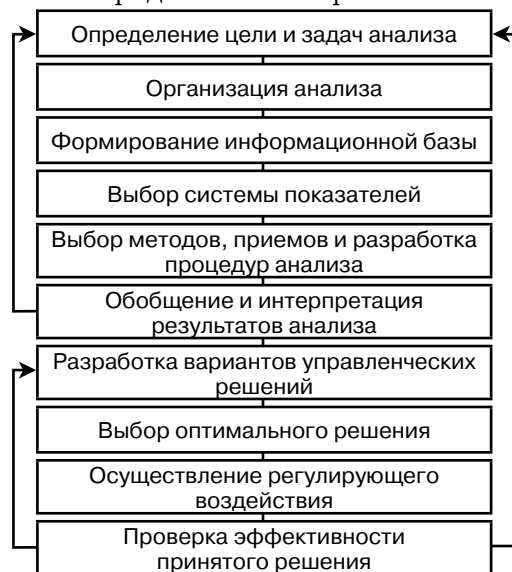 Определение цели и задач анализа
Организация анализа
Формирование информационной базы
Выбор системы показателей
Выбор методов, приемов и разработка
процедур анализа
Обобщение и интерпретация
результатов анализа
Разработка вариантов управленческих
решений
Выбор оптимального решения
Осуществление регулирующего
воздействия
Проверка эффективности
принятого решения